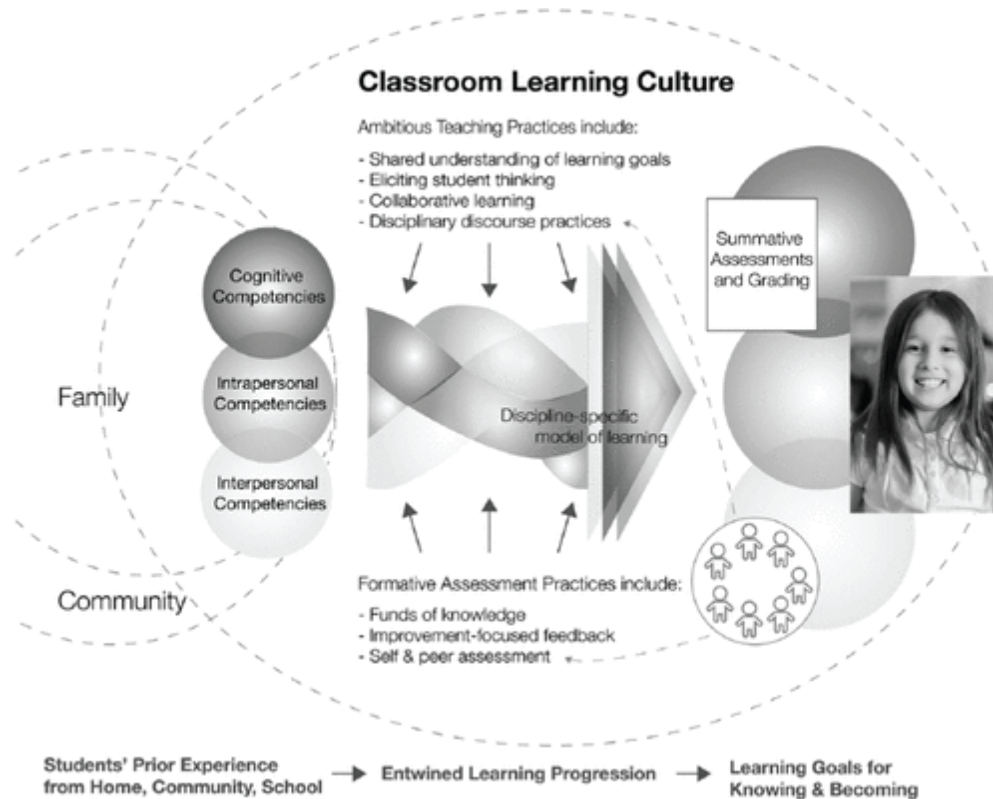 Classroom Learning Culture
Ambitious Teaching Practices include:
- Shared understanding of learning goals
- Eliciting student thinking
- Collaborative learning
- Disciplinary discourse practices
Summative
Assessments
and Grading
Cognitive
Competencies
Family
Intrapersonal
Competencies
Discipline-specific
model of learning
Interpersonal
Competencies
Community
Formative Assessment Practices include:
- Funds of knowledge
- Improvement-focused feedback
- Self & peer assessment
Students' Prior Experience
from Home, Community, School
Entwined Learning Progression
Learning Goals for
Knowing & Becoming